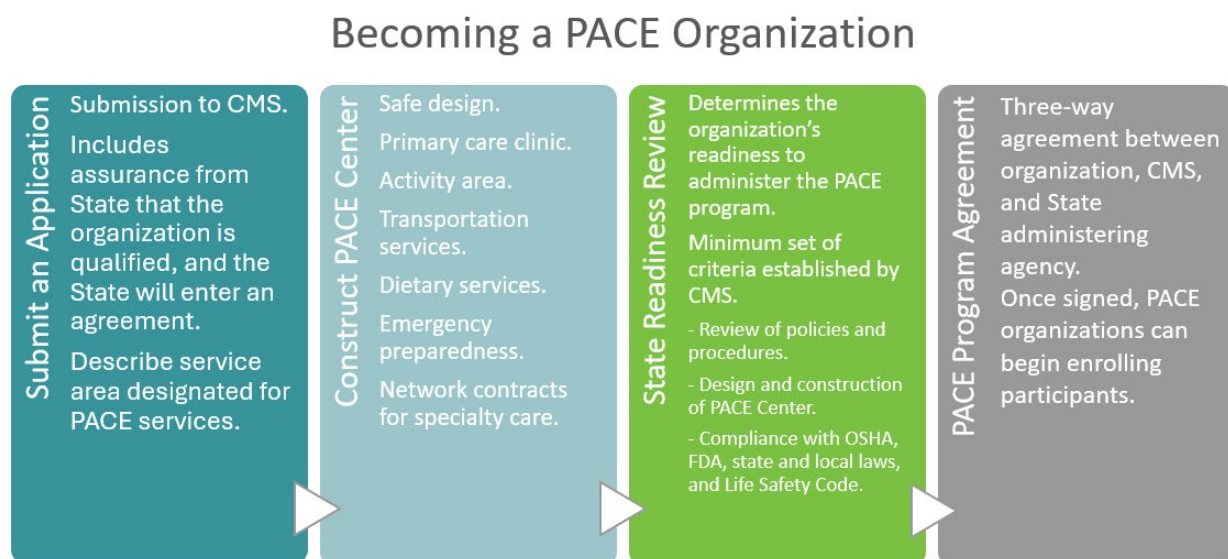 Becoming a PACE Organization
Submit an Application
Submission to CMS.
Includes
assurance from
State that the
organization is
qualified, and the
State will enter an
agreement.
Describe service
area designated for
PACE services.
Construct PACE Center
Safe design.
Primary care clinic.
Activity area.
Transportation
services.
Dietary services.
Emergency
preparedness.
Network contracts
for specialty care.
State Readiness Review
Determines the
organization's
readiness to
administer the PACE
program.
Minimum set of
criteria established by
CMS.
- Review of policies and
procedures.
- Design and construction
of PACE Center.
- Compliance with OSHA,
FDA, state and local laws,
and Life Safety Code.
PACE Program Agreement
Three-way
agreement between
organization, CMS,
and State
administering
agency.
Once signed, PACE
organizations can
begin enrolling
participants.